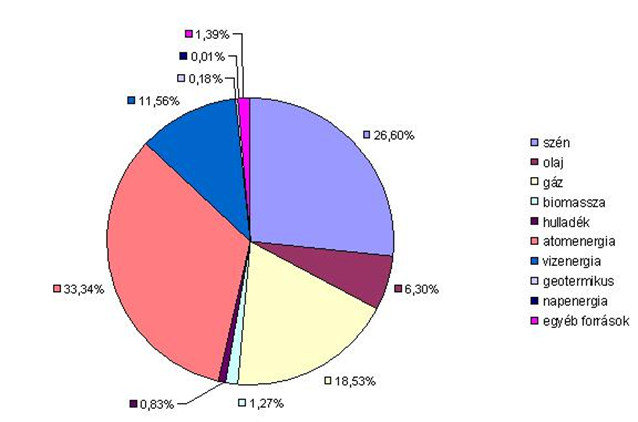 1,39%
0,01%
0,18%
11,56%
26,60%
33,34%
6,30%
18,53%
0,83%
1,27%
szén
olaj
gáz
biomassza
hulladék
atomenergia
vizenergia
geotermikus
napenergia
egyéb források